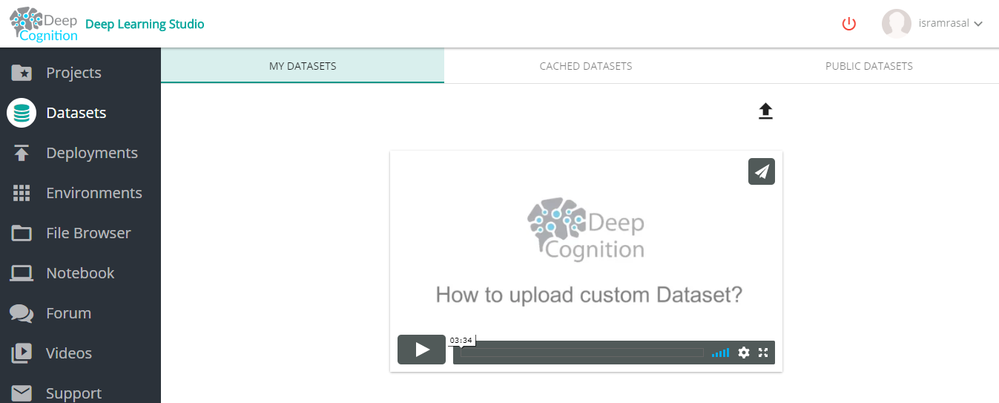 Deep
Cognition
Deep Learning Studio
isramrasal
Projects
Datasets
Deployments
Environments
File Browser
Notebook
Forum
Videos
Support
MY DATASETS
CACHED DATASETS
PUBLIC DATASETS
Deep
Cognition
How to upload custom Dataset?
03:34